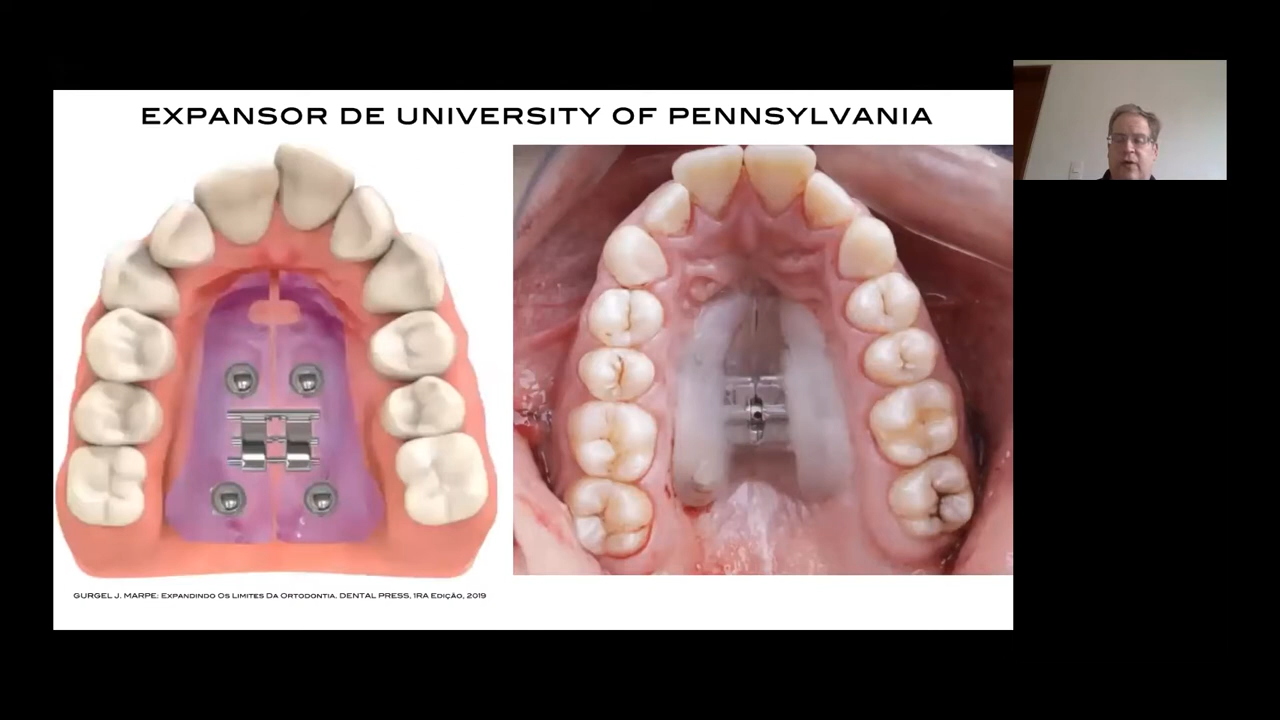 EXPANSOR DE UNIVERSITY OF PENNSYLVANIA
GURGEL J. MARPE: Expandindo Os Limites Da Ortodontia. DENTAL PRESS, 1RA Edição, 2019